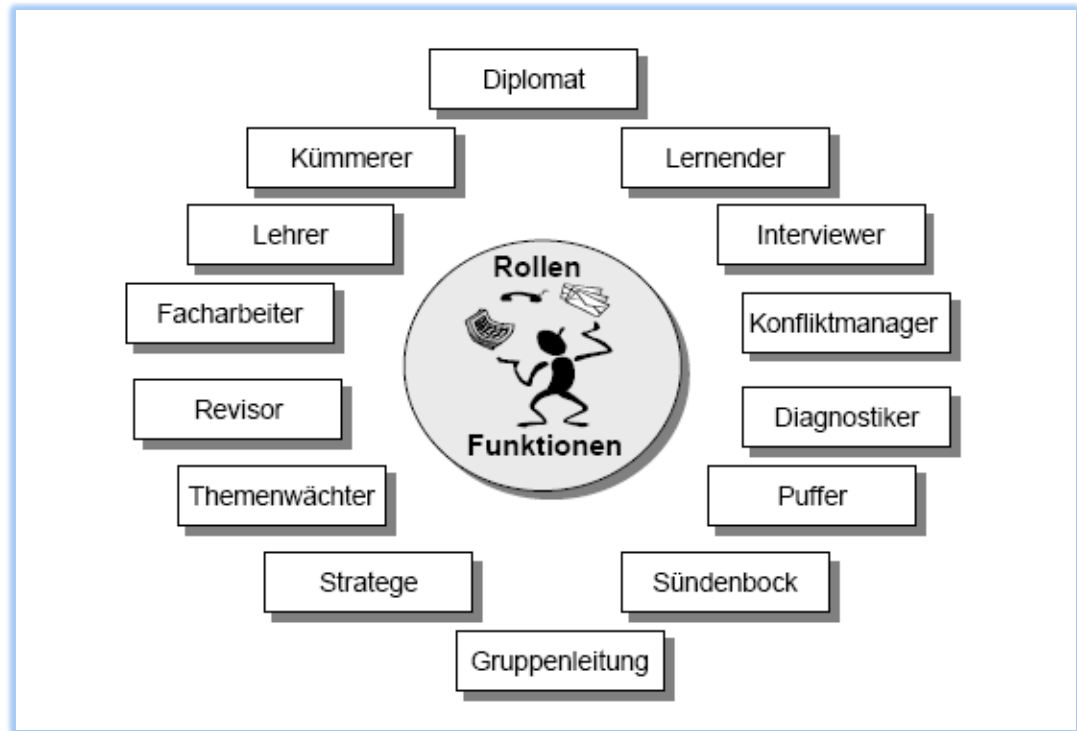 Diplomat
Kümmerer
Lernender
Lehrer
Interviewer
Rollen
Facharbeiter
Konfliktmanager
Revisor
Diagnostiker
Funktionen
Themenwächter
Puffer
Stratege
Sündenbock
Gruppenleitung